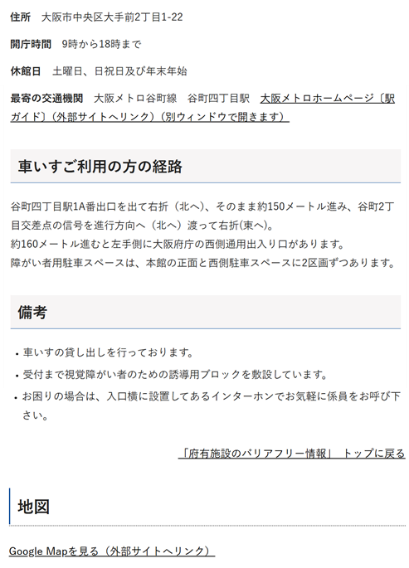 住所　大阪市中央区大手前2丁目1-22
開庁時間　9時から18時まで
休館日　土曜日、日祝日及び年末年始
最寄の交通機関　大阪メトロ谷町線　谷町四丁目駅　大阪メトロホームページ［駅
ガイド］（外部サイトへリンク）（別ウィンドウで開きます）
車いすご利用の方の経路
谷町四丁目駅1A番出口を出て右折（北へ）、そのまま約150メートル進み、谷町2丁
目交差点の信号を進行方向へ（北へ）渡って右折(東へ)。
約160メートル進むと左手側に大阪府庁の西側通用出入り口があります。
障がい者用駐車スペースは、本館の正面と西側駐車スペースに2区画ずつあります。
備考
・車いすの貸し出しを行っております。
・受付まで視覚障がい者のための誘導用ブロックを敷設しています。
・お困りの場合は、入口横に設置してあるインターホンでお気軽に係員をお呼び下
さい。
「府有施設のバリアフリー情報」 トップに戻る
地図
Google Mapを見る（外部サイトへリンク）